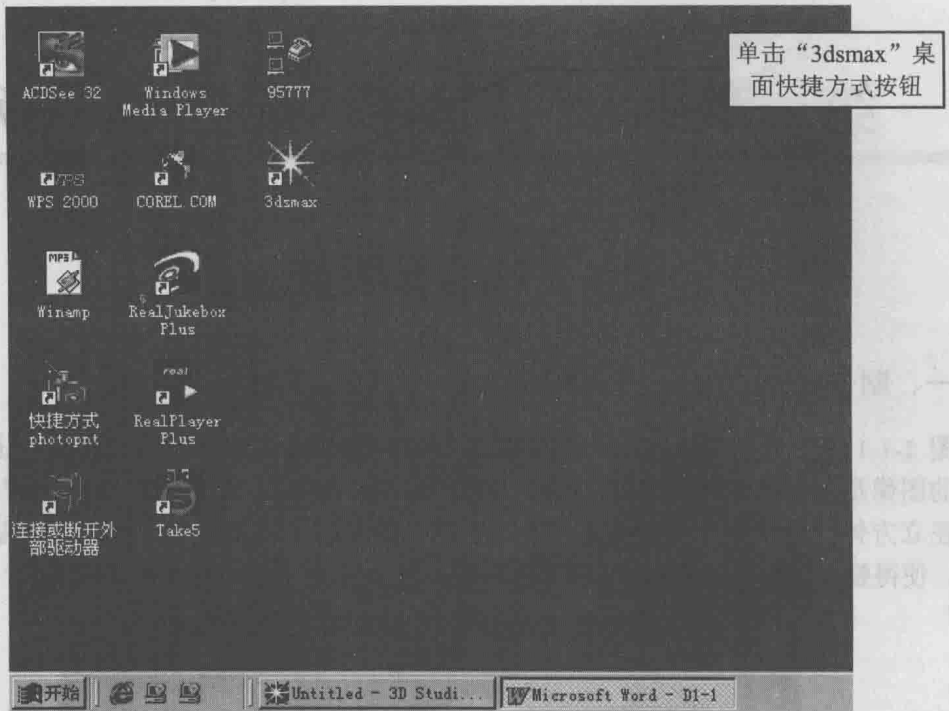 单击“3dsmax”桌
面快捷方式按钮
ACDSee 32
Windows
Media Player
95777
WPS 2000
COREL COM
3dsmax
MP3
Winamp
RealJukebox
Plus
快捷方式
photopnt
real
RealPlayer
Plus
连接或断开外
部驱动器
Take5
开始
Untitled - 3D Studi...
Microsoft Word - D1-1